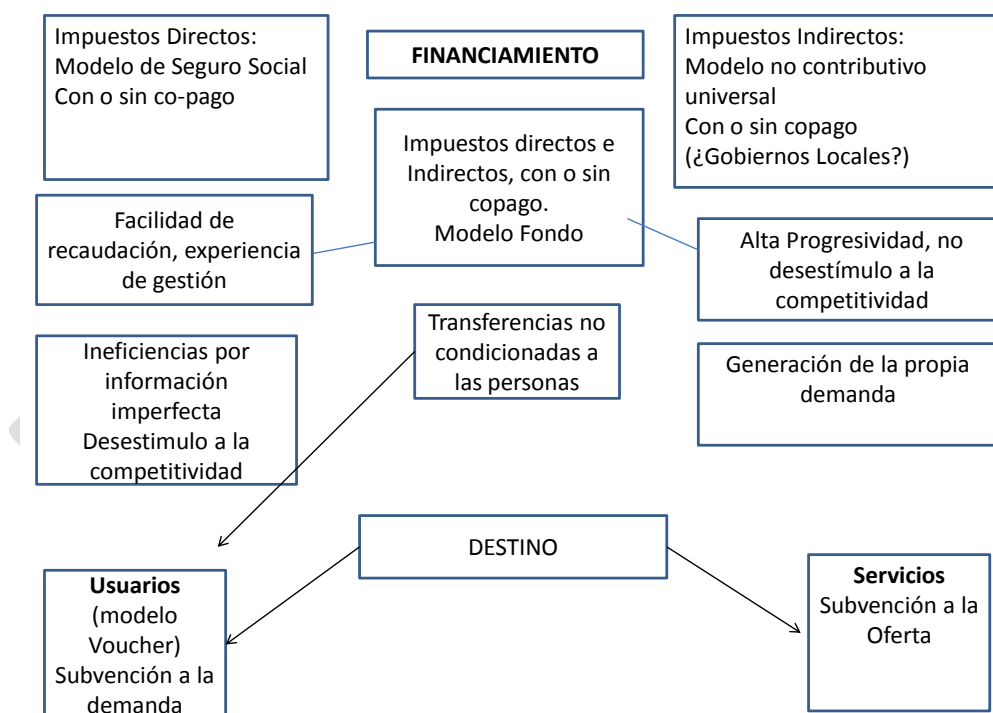 Impuestos Directos:
Modelo de Seguro Social
Con o sin co-pago
FINANCIAMIENTO
Impuestos Indirectos:
Modelo no contributivo
universal
Con o sin copago
(¿Gobiernos Locales?)
Impuestos directos e
Indirectos, con o sin
copago.
Modelo Fondo
Facilidad de
recaudación, experiencia
de gestión
Alta Progresividad, no
desestímulo a la
competitividad
Transferencias no
condicionadas a
las personas
Ineficiencias por
información
imperfecta
Desestimulo a la
competitividad
Generación de la propia
demanda
DESTINO
Usuarios
(modelo
Voucher)
Subvención a la
demanda
Servicios
Subvención a la
Oferta